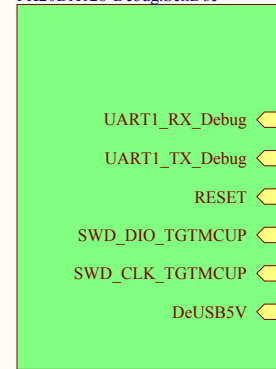 UART1_RX_Debug
UART1_TX_Debug
RESET
SWD_DIO_TGTMCUP
SWD_CLK_TGTMCUP
DeUSB5V